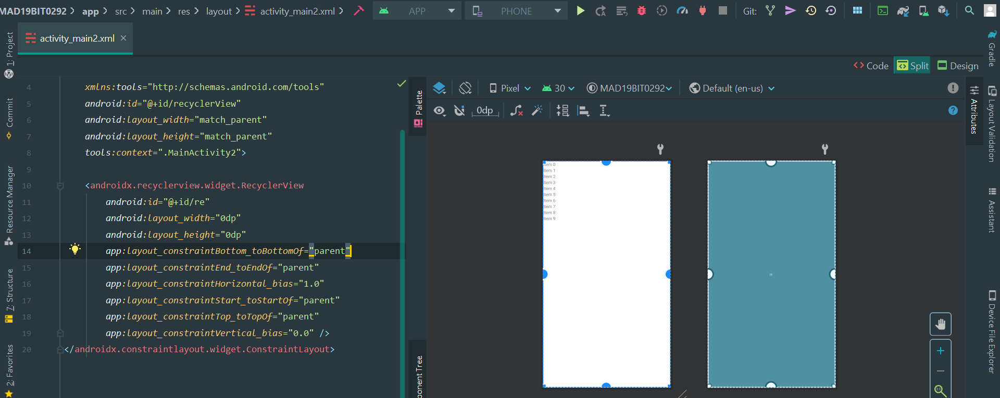 MAD19BIT0292 app src main res layout activity_main2.xml APP PHONE Git:
activity_main2.xml
Code Split Design
1: Project
Commit
Resource Manager
7: Structure
2: Favorites
4 xmlns:tools="http://schemas.android.com/tools"
5 android:id="@+id/recyclerView"
6 android:layout_width="match_parent"
7 android:layout_height="match_parent"
8 tools:context=".MainActivity2">
9
10 <androidx.recyclerview.widget.RecyclerView
11 android:id="@+id/re"
12 android:layout_width="0dp"
13 android:layout_height="0dp"
14 app:layout_constraintBottom_toBottomOf="parent"
15 app:layout_constraintEnd_toEndOf="parent"
16 app:layout_constraintHorizontal_bias="1.0"
17 app:layout_constraintStart_toStartOf="parent"
18 app:layout_constraintTop_toTopOf="parent"
19 app:layout_constraintVertical_bias="0.0" />
20 </androidx.constraintlayout.widget.ConstraintLayout>
Palette
ponent Tree
Pixel 30 MAD19BIT0292 Default (en-us)
0dp
Item 0
Item 1
Item 2
Item 3
Item 4
Item 5
Item 6
Item 7
Item 8
Item 9
re
1:1
Attributes
Gradle
Layout Validation
Assistant
Device File Explorer